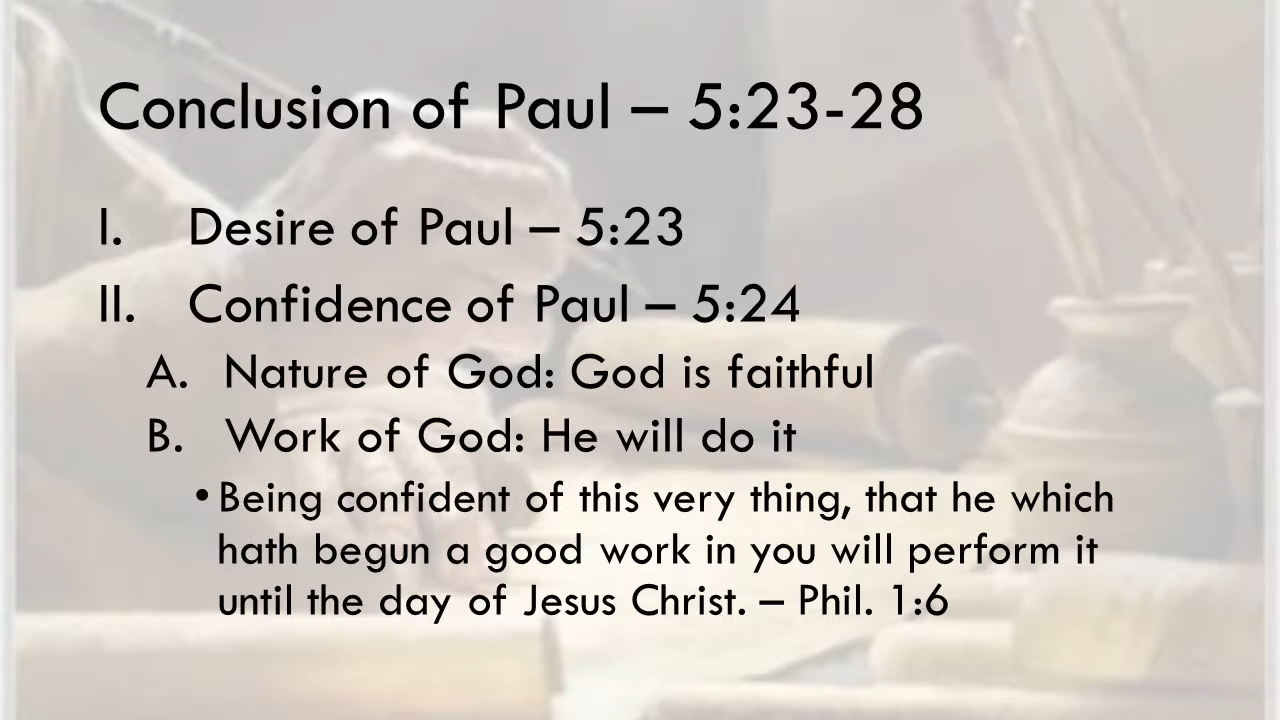 Conclusion of Paul – 5:23-28
I. Desire of Paul – 5:23
II. Confidence of Paul – 5:24
A. Nature of God: God is faithful
B. Work of God: He will do it
• Being confident of this very thing, that he which
hath begun a good work in you will perform it
until the day of Jesus Christ. – Phil. 1:6